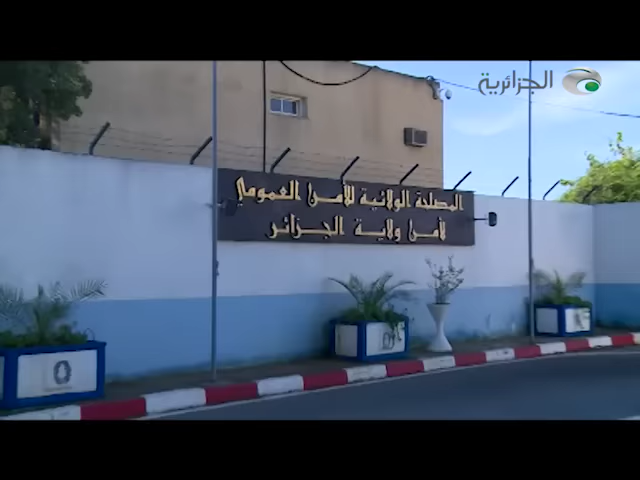 الجزائرية
المصلحة الولائية للأمن العمومي
لأمن ولاية الجزائر